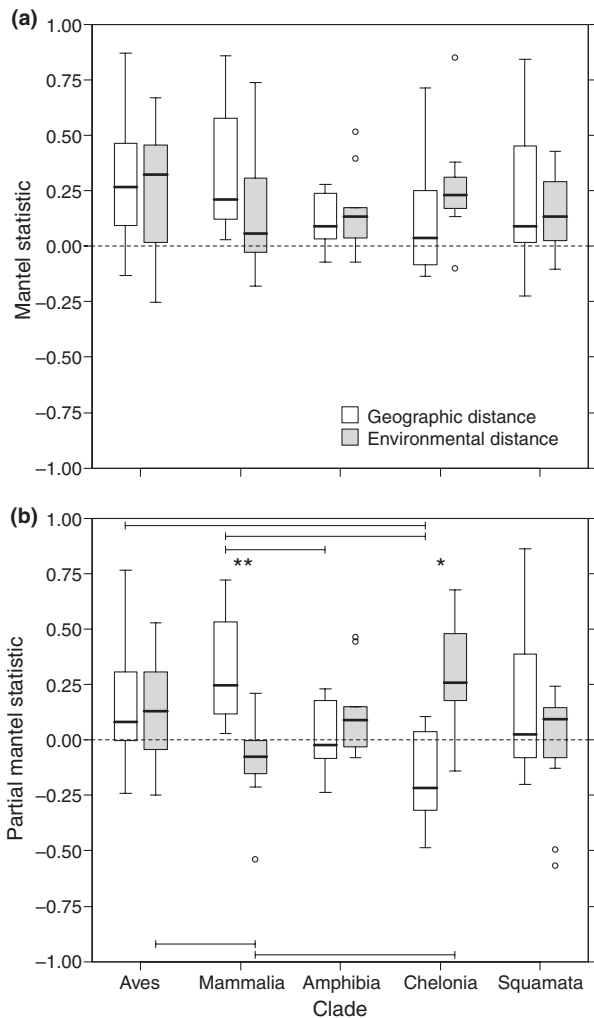 (a)
1.00
0.75
0.50
0.25
0.00
−0.25
−0.50
−0.75
−1.00
Mantel statistic
Geographic distance
Environmental distance
(b)
1.00
0.75
0.50
0.25
0.00
−0.25
−0.50
−0.75
−1.00
Partial mantel statistic
**
*
Aves Mammalia Amphibia Chelonia Squamata
Clade